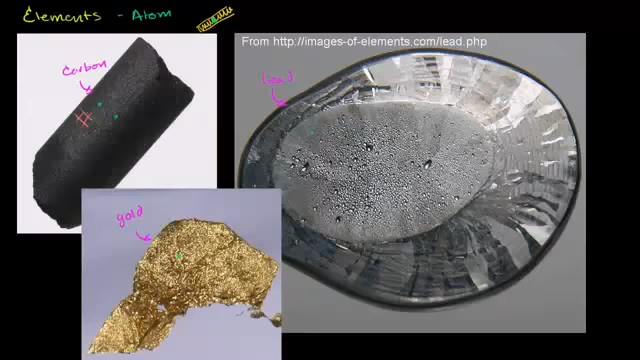 Elements - Atom
From http://images-of-elements.com/lead.php
Carbon
lead
gold